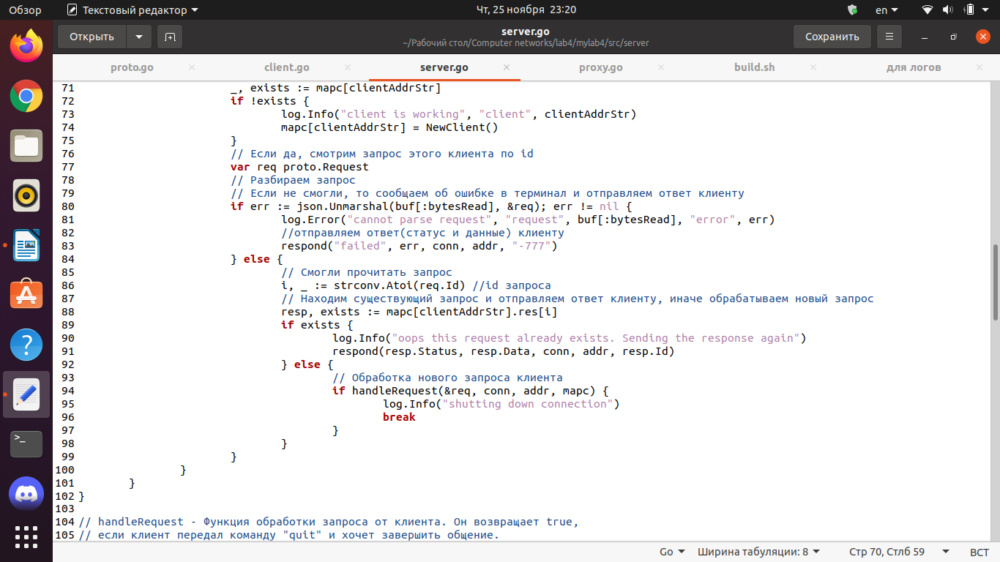 Обзор Текстовый редактор Чт, 25 ноября 23:20 en
Открыть server.go Сохранить
~/Рабочий стол/Computer networks/lab4/mylab4/src/server
proto.go client.go server.go proxy.go build.sh для логов
71 _, exists := mapc[clientAddrStr]
72 if !exists {
73 log.Info("client is working", "client", clientAddrStr)
74 mapc[clientAddrStr] = NewClient()
75 }
76 // Если да, смотрим запрос этого клиента по id
77 var req proto.Request
78 // Разбираем запрос
79 // Если не смогли, то сообщаем об ошибке в терминал и отправляем ответ клиенту
80 if err := json.Unmarshal(buf[:bytesRead], &req); err != nil {
81 log.Error("cannot parse request", "request", buf[:bytesRead], "error", err)
82 //отправляем ответ(статус и данные) клиенту
83 respond("failed", err, conn, addr, "-777")
84 } else {
85 // Смогли прочитать запрос
86 i, _ := strconv.Atoi(req.Id) //id запроса
87 // Находим существующий запрос и отправляем ответ клиенту, иначе обрабатываем новый запрос
88 resp, exists := mapc[clientAddrStr].res[i]
89 if exists {
90 log.Info("oops this request already exists. Sending the response again")
91 respond(resp.Status, resp.Data, conn, addr, resp.Id)
92 } else {
93 // Обработка нового запроса клиента
94 if handleRequest(&req, conn, addr, mapc) {
95 log.Info("shutting down connection")
96 break
97 }
98 }
99 }
100 }
101 }
102 }
103
104 // handleRequest - Функция обработки запроса от клиента. Он возвращает true,
105 // если клиент передал команду "quit" и хочет завершить общение.
Go Ширина табуляции: 8 Стр 70, Стлб 59 ВСТ